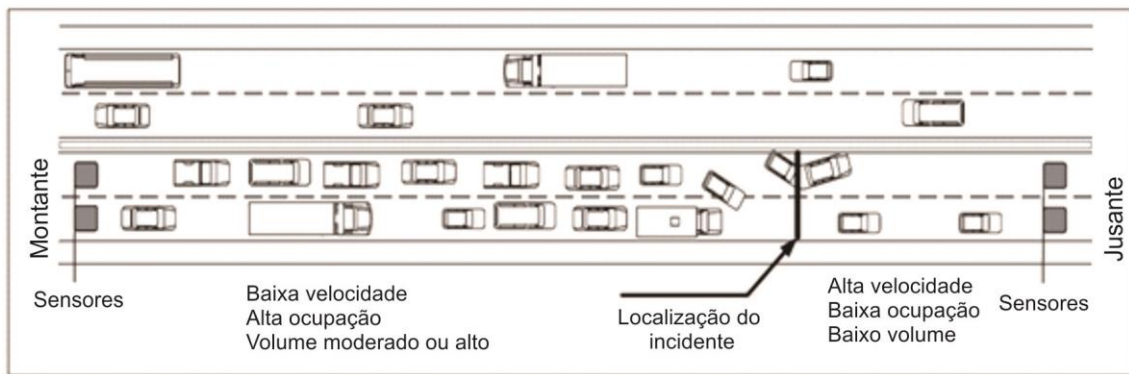 Montante
Jusante
Sensores
Baixa velocidade
Alta ocupação
Volume moderado ou alto
Localização do
incidente
Alta velocidade
Baixa ocupação
Baixo volume
Sensores